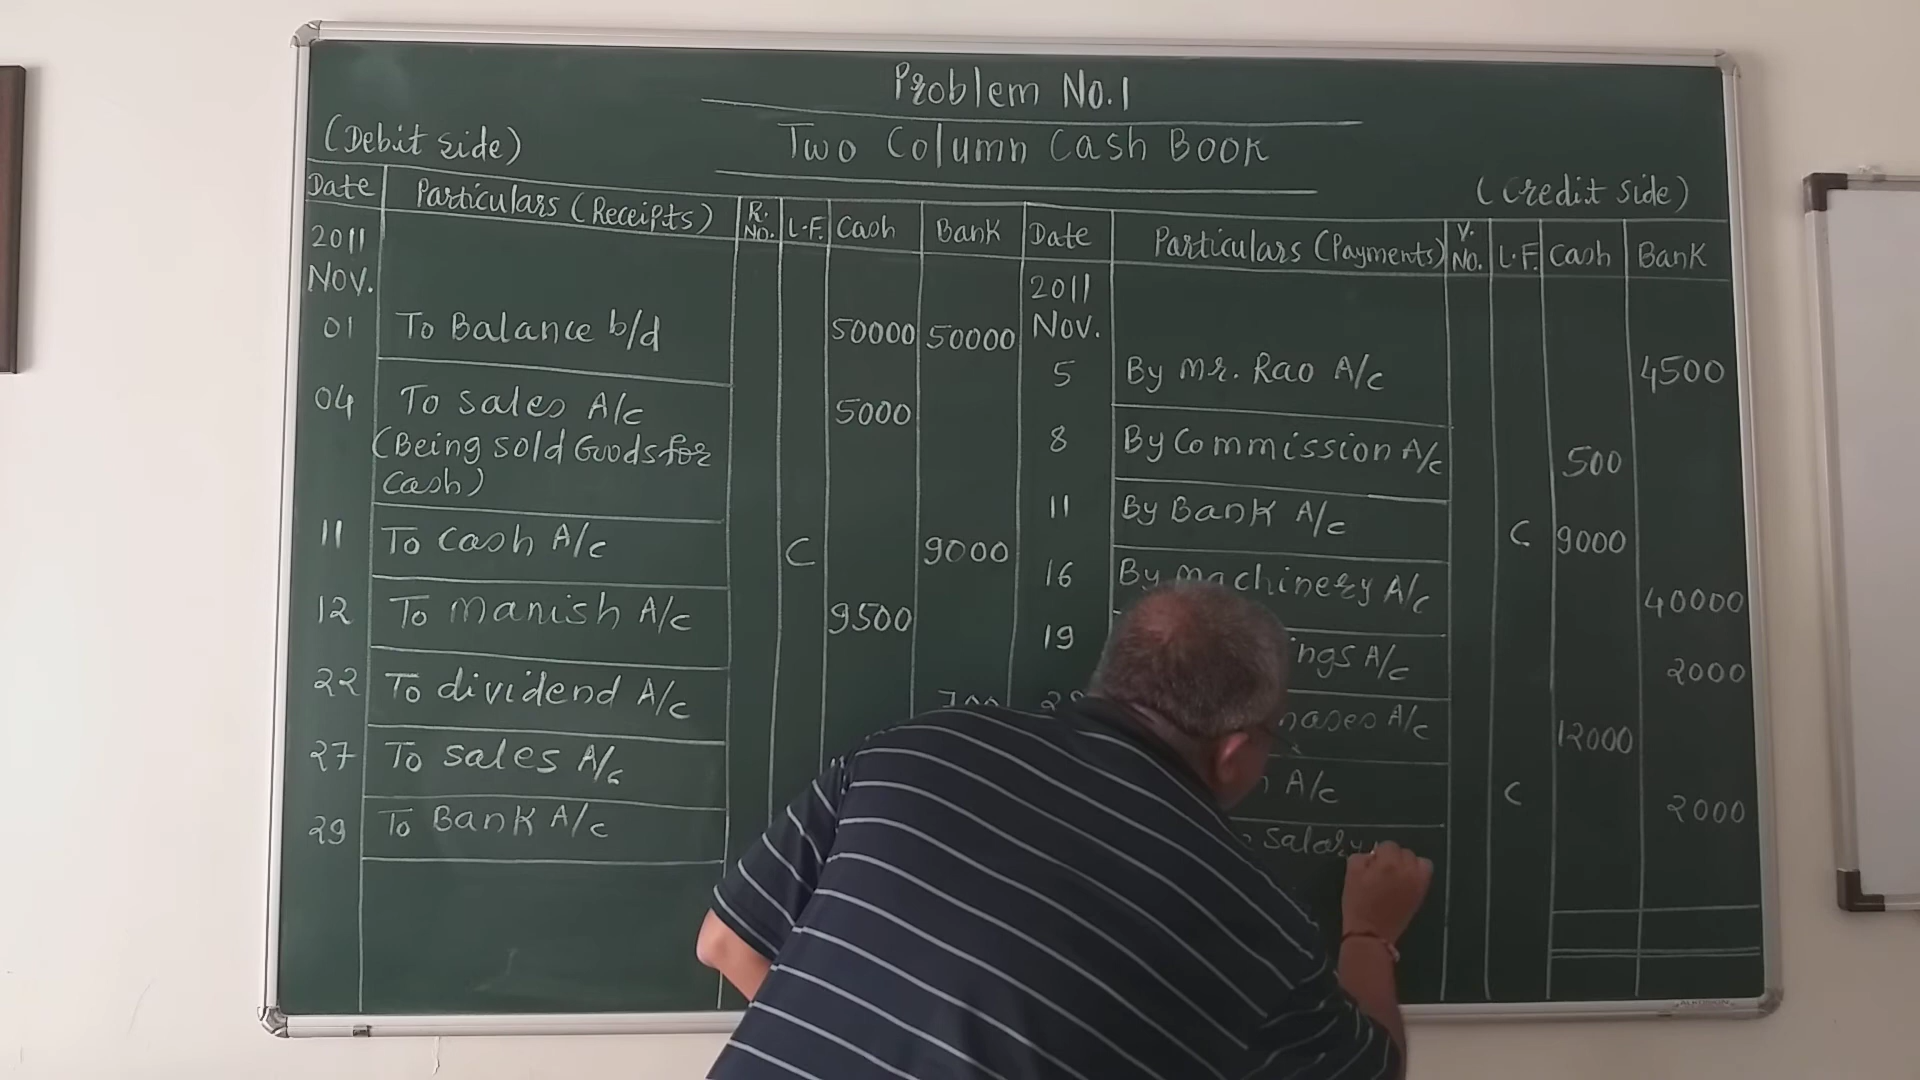 Problem No.1
Two Column Cash Book
(Debit side)
(Credit side)
Date Particulars (Receipts) R. No. L.F. Cash Bank Date Particulars (Payments) V. No. L.F. Cash Bank
2011
Nov.
01 To Balance b/d 50000 50000
04 To Sales A/c 5000
(Being sold Goods for
cash)
11 To Cash A/c C 9000
12 To Manish A/c 9500
22 To dividend A/c
27 To Sales A/c
29 To Bank A/c
2011
Nov.
5 By Mr. Rao A/c 4500
8 By Commission A/c 500
11 By Bank A/c C 9000
16 By Machinery A/c 40000
19 A/c 2000
A/c 12000
A/c C 2000
Salary